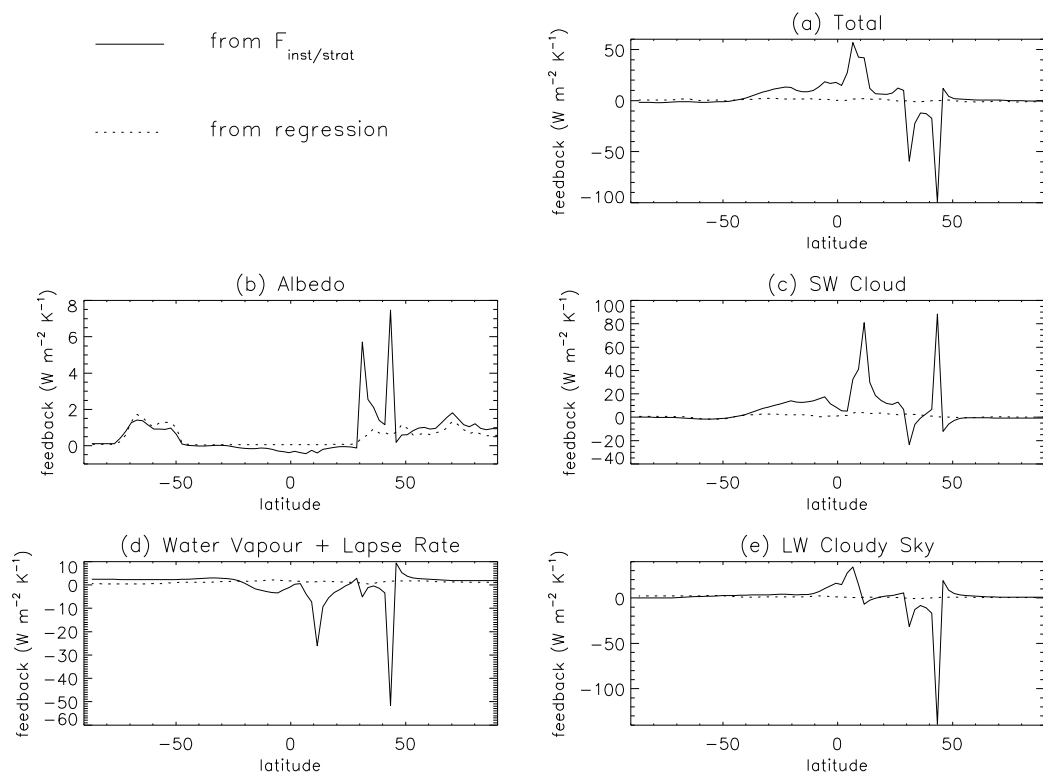 from F_inst/strat
from regression
(a) Total
feedback (W m⁻² K⁻¹)
50
0
−50
−100
−50 0 50
latitude
(b) Albedo
feedback (W m⁻² K⁻¹)
8
6
4
2
0
−50 0 50
latitude
(c) SW Cloud
feedback (W m⁻² K⁻¹)
100
80
60
40
20
0
−20
−40
−50 0 50
latitude
(d) Water Vapour + Lapse Rate
feedback (W m⁻² K⁻¹)
10
0
−10
−20
−30
−40
−50
−60
−50 0 50
latitude
(e) LW Cloudy Sky
feedback (W m⁻² K⁻¹)
0
−50
−100
−50 0 50
latitude